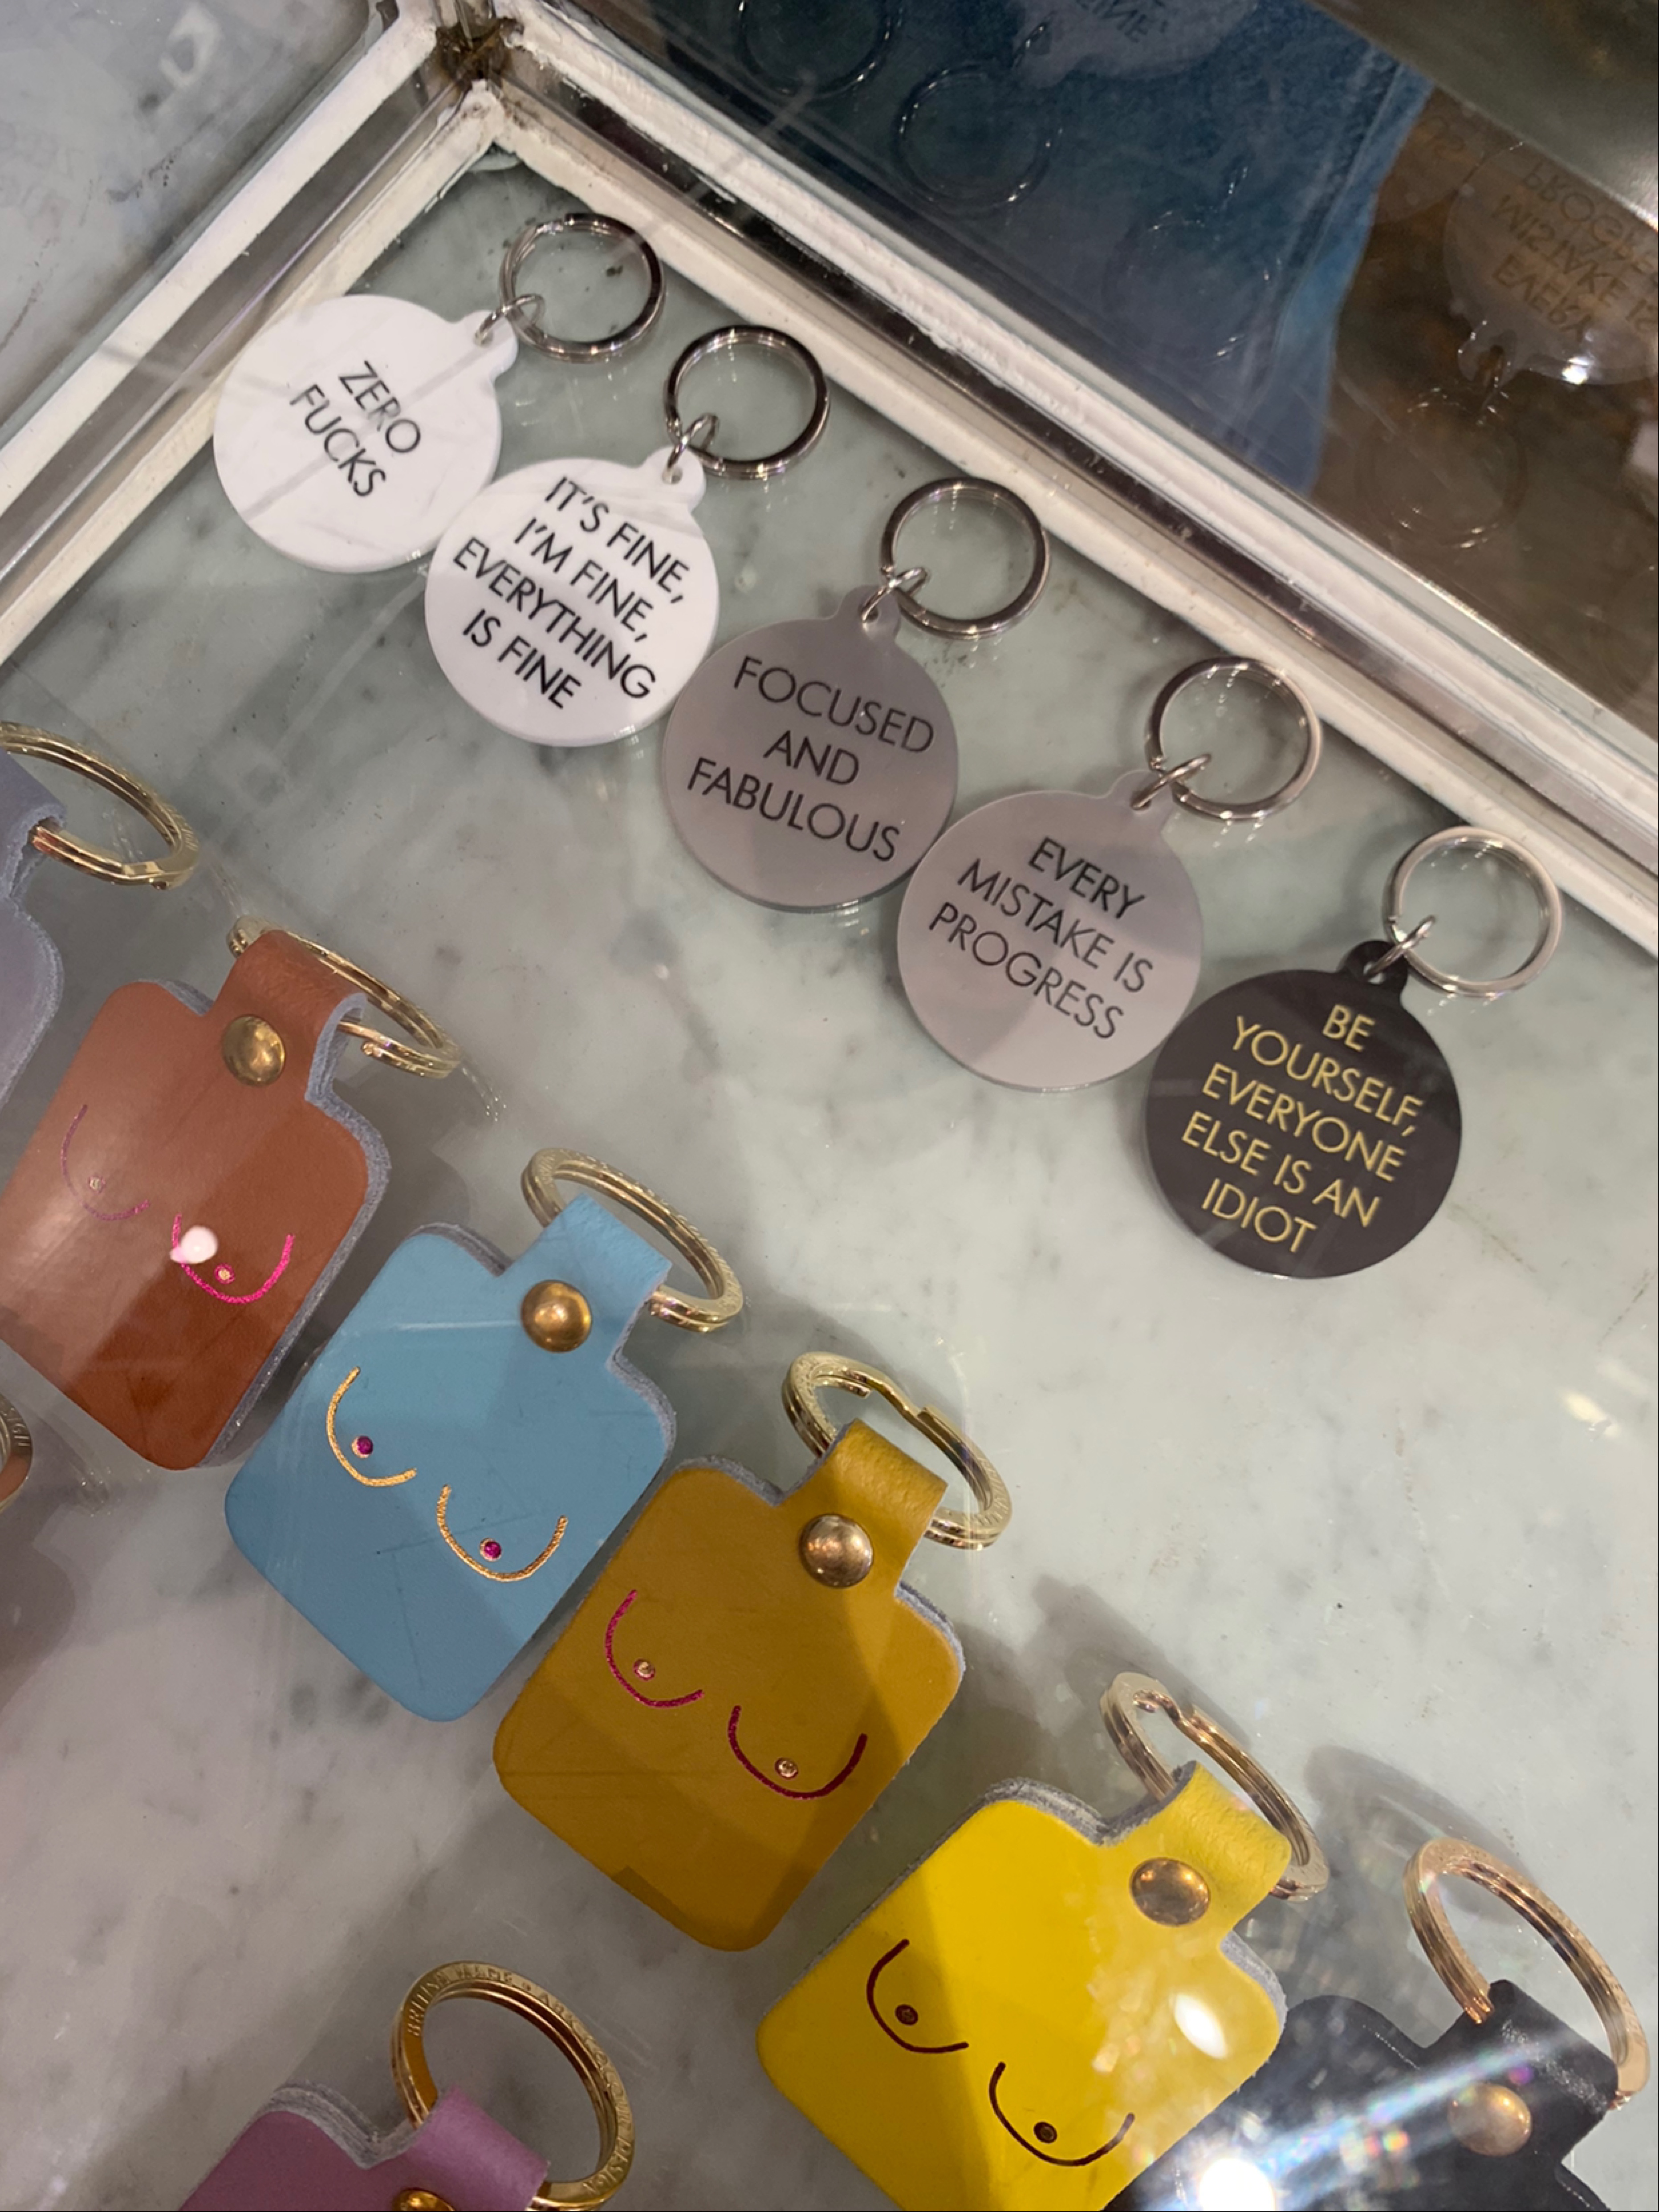 ZERO
FUCKS
IT'S FINE,
I'M FINE,
EVERYTHING
IS FINE
FOCUSED
AND
FABULOUS
EVERY
MISTAKE IS
PROGRESS
BE
YOURSELF,
EVERYONE
ELSE IS AN
IDIOT